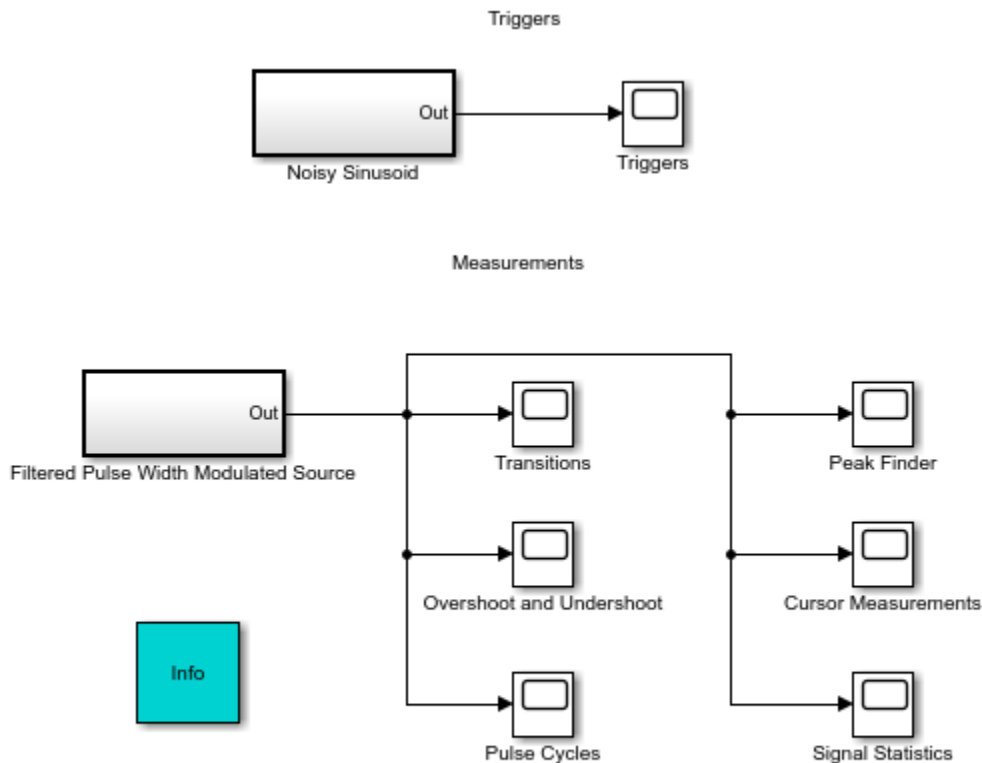 Triggers
Out
Noisy Sinusoid
Triggers
Measurements
Out
Filtered Pulse Width Modulated Source
Transitions
Peak Finder
Overshoot and Undershoot
Cursor Measurements
Info
Pulse Cycles
Signal Statistics